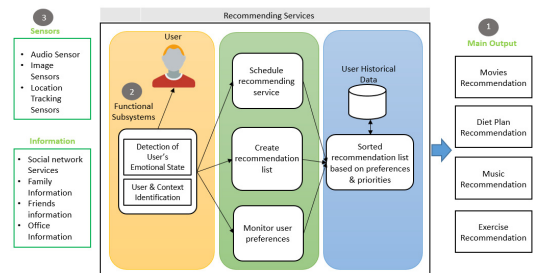 3
Sensors
• Audio Sensor
• Image
Sensors
• Location
Tracking
Sensors
Information
• Social network
Services
• Family
Information
• Friends
information
• Office
Information
Recommending Services
User
2
Functional
Subsystems
Detection of
User's
Emotional State
User & Context
Identification
Schedule
recommending
service
Create
recommendation
list
Monitor user
preferences
User Historical
Data
Sorted
recommendation list
based on preferences
& priorities
1
Main Output
Movies
Recommendation
Diet Plan
Recommendation
Music
Recommendation
Exercise
Recommendation